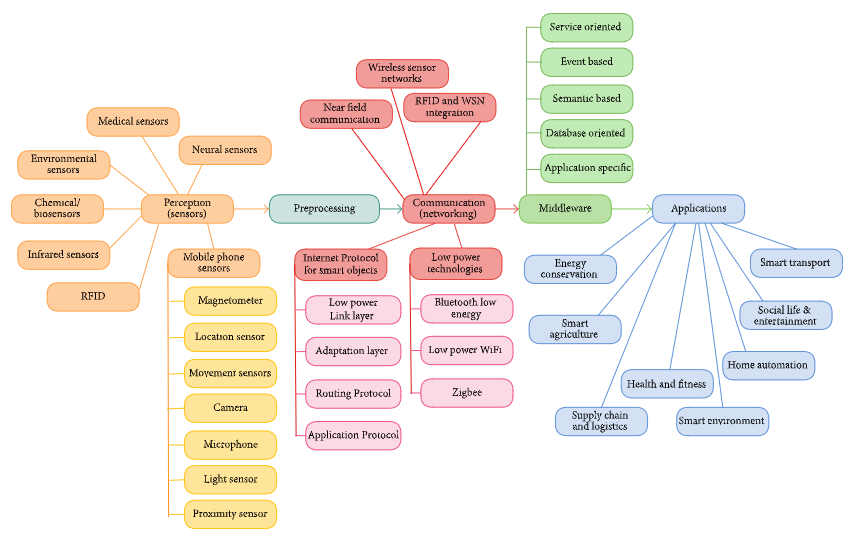 Service oriented
Event based
Semantic based
Database oriented
Application specific
Wireless sensor
networks
Near field
communication
RFID and WSN
integration
Medical sensors
Neural sensors
Environmental
sensors
Chemical/
biosensors
Infrared sensors
RFID
Perception
(sensors)
Preprocessing
Communication
(networking)
Middleware
Applications
Mobile phone
sensors
Magnetometer
Location sensor
Movement sensors
Camera
Microphone
Light sensor
Proximity sensor
Internet Protocol
for smart objects
Low power
Link layer
Adaptation layer
Routing Protocol
Application Protocol
Low power
technologies
Bluetooth low
energy
Low power WiFi
Zigbee
Energy
conservation
Smart
agriculture
Supply chain
and logistics
Health and fitness
Smart environment
Home automation
Social life &
entertainment
Smart transport